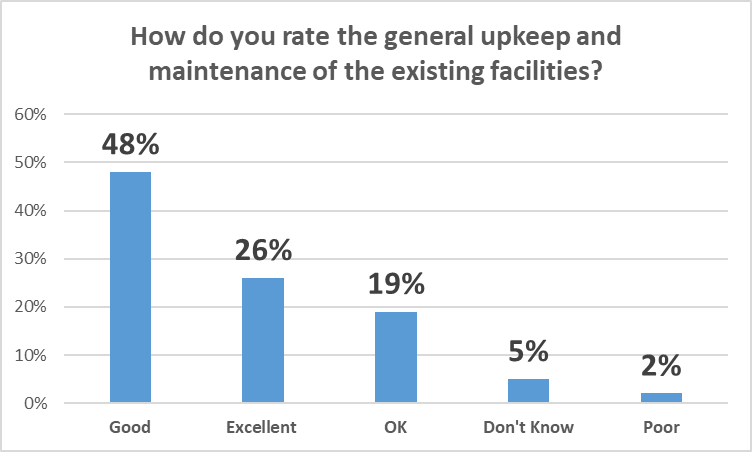 How do you rate the general upkeep and
maintenance of the existing facilities?
60%
50%
40%
30%
20%
10%
0%
48%
26%
19%
5%
2%
Good
Excellent
OK
Don't Know
Poor